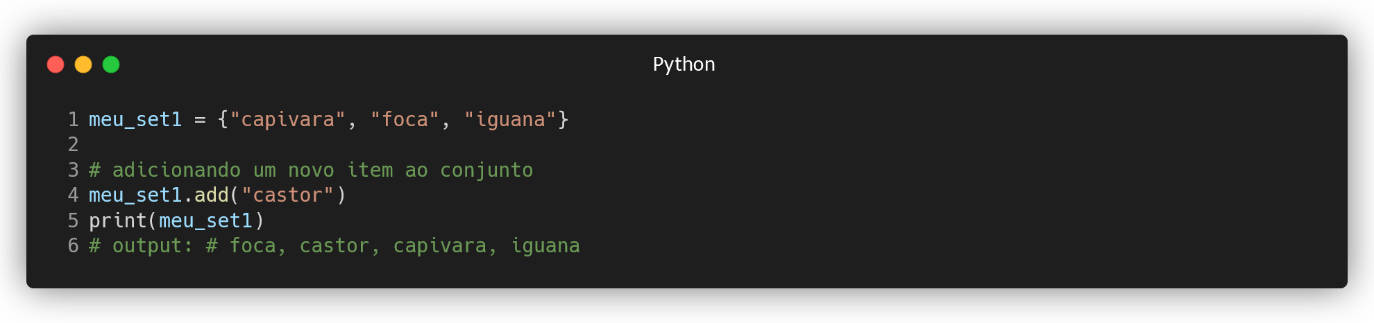 Python
1 meu_set1 = {"capivara", "foca", "iguana"}
2
3 # adicionando um novo item ao conjunto
4 meu_set1.add("castor")
5 print(meu_set1)
6 # output: # foca, castor, capivara, iguana